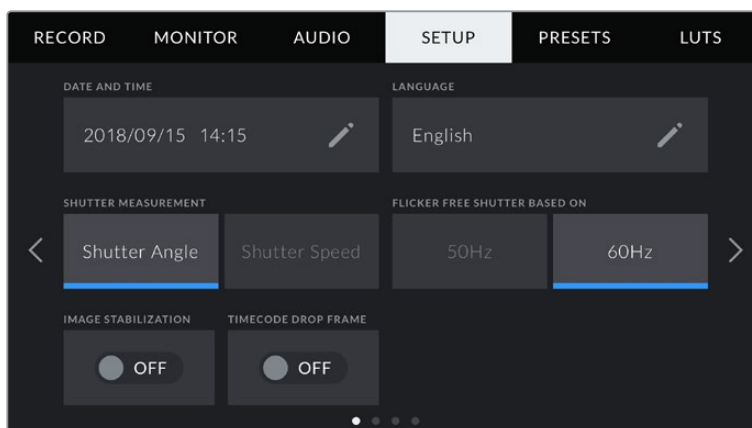 RECORD MONITOR AUDIO SETUP PRESETS LUTS
DATE AND TIME LANGUAGE
2018/09/15 14:15 English
SHUTTER MEASUREMENT FLICKER FREE SHUTTER BASED ON
Shutter Angle Shutter Speed 50Hz 60Hz
IMAGE STABILIZATION TIMECODE DROP FRAME
OFF OFF